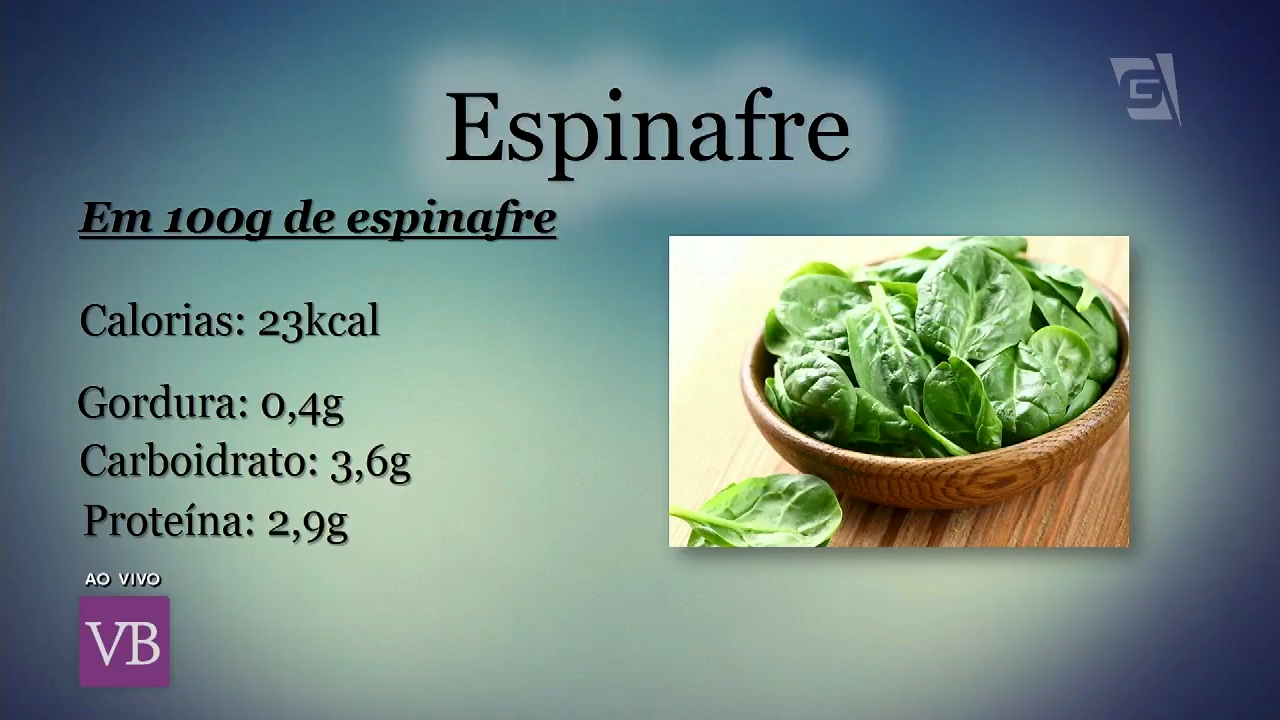 Espinafre
Em 100g de espinafre
Calorias: 23kcal
Gordura: 0,4g
Carboidrato: 3,6g
Proteína: 2,9g
AO VIVO
VB